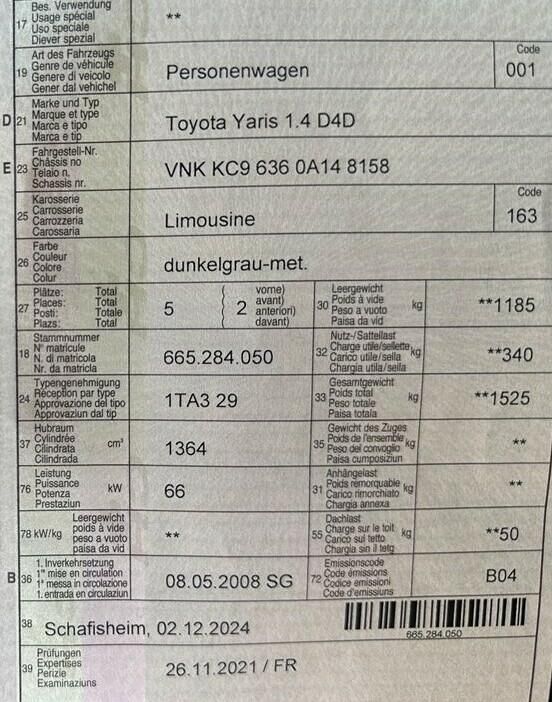 17 Bes. Verwendung
Usage spécial
Uso speciale
Diever spezial
**
19 Art des Fahrzeugs
Genre de véhicule
Genere di veicolo
Gener dal vehichel
Personenwagen
Code
001
D 21 Marke und Typ
Marque et type
Marca e tipo
Marca e tip
Toyota Yaris 1.4 D4D
E 23 Fahrgestell-Nr.
Châssis no
Telaio n.
Schassis nr.
VNK KC9 636 0A14 8158
25 Karosserie
Carrosserie
Carrozzeria
Carossaria
Limousine
Code
163
26 Farbe
Couleur
Colore
Colur
dunkelgrau-met.
27 Plätze: Total
Places: Total
Posti: Totale
Plazs: Total
5
2
vorne)
avant)
anteriori)
davant)
30 Leergewicht
Poids à vide
Peso a vuoto
Paisa da vid
kg
**1185
18 Stammnummer
N° matricule
N. di matricola
Nr. da matricla
665.284.050
32 Nutz-/Sattellast
Charge utile/sellette
Carico utile/sella
Chargia utila/sella
kg
**340
24 Typengenehmigung
Réception par type
Approvazione del tipo
Approvaziun dal tip
1TA3 29
33 Gesamtgewicht
Poids total
Peso totale
Paisa totala
kg
**1525
37 Hubraum
Cylindrée
Cilindrata
Cilindrada
cm³
1364
35 Gewicht des Zuges
Poids de l'ensemble
Peso del convoglio
Paisa cumposiziun
kg
**
76 Leistung
Puissance
Potenza
Prestaziun
kW
66
31 Anhängelast
Poids remorquable
Carico rimorchiato
Chargia annexa
kg
**
78 kW/kg Leergewicht
poids à vide
peso a vuoto
paisa da vid
**
55 Dachlast
Charge sur le toit
Carico sul tetto
Chargia sin il tetg
kg
**50
B 36 1. Inverkehrsetzung
1re mise en circulation
1a messa in circolazione
1. entrada en circulaziun
08.05.2008 SG
72 Emissionscode
Code émissions
Codice emissioni
Code d'emissiuns
B04
38 Schafisheim, 02.12.2024
665.284.050
39 Prüfungen
Expertises
Perizie
Examinaziuns
26.11.2021 / FR